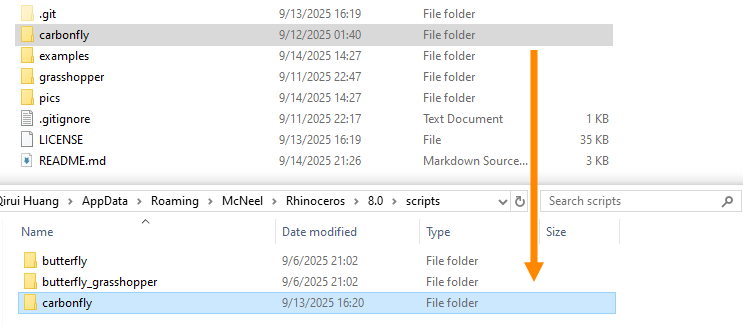 .git 9/13/2025 16:19 File folder
carbonfly 9/12/2025 01:40 File folder
examples 9/14/2025 14:27 File folder
grasshopper 9/11/2025 22:47 File folder
pics 9/14/2025 14:27 File folder
.gitignore 9/11/2025 22:17 Text Document 1 KB
LICENSE 9/13/2025 16:19 File 35 KB
README.md 9/14/2025 21:26 Markdown Source... 3 KB
Qirui Huang > AppData > Roaming > McNeel > Rhinoceros > 8.0 > scripts Search scripts
Name Date modified Type Size
butterfly 9/6/2025 21:02 File folder
butterfly_grasshopper 9/6/2025 21:02 File folder
carbonfly 9/13/2025 16:20 File folder